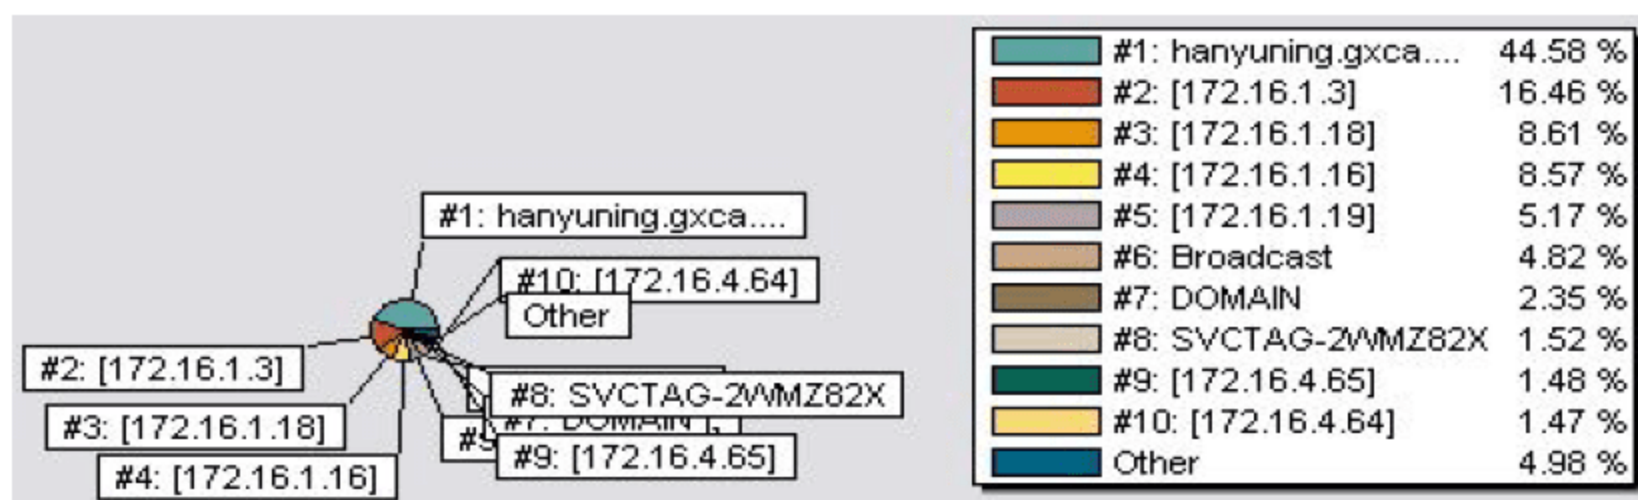 #1: hanyuning.gxca....
#10: [172.16.4.64]
Other
#2: [172.16.1.3]
#8: SVCTAG-2WMZ82X
#3: [172.16.1.18]
#7: DOMAIN
#5
#9: [172.16.4.65]
#4: [172.16.1.16]
#1: hanyuning.gxca.... 44.58 %
#2: [172.16.1.3] 16.46 %
#3: [172.16.1.18] 8.61 %
#4: [172.16.1.16] 8.57 %
#5: [172.16.1.19] 5.17 %
#6: Broadcast 4.82 %
#7: DOMAIN 2.35 %
#8: SVCTAG-2WMZ82X 1.52 %
#9: [172.16.4.65] 1.48 %
#10: [172.16.4.64] 1.47 %
Other 4.98 %